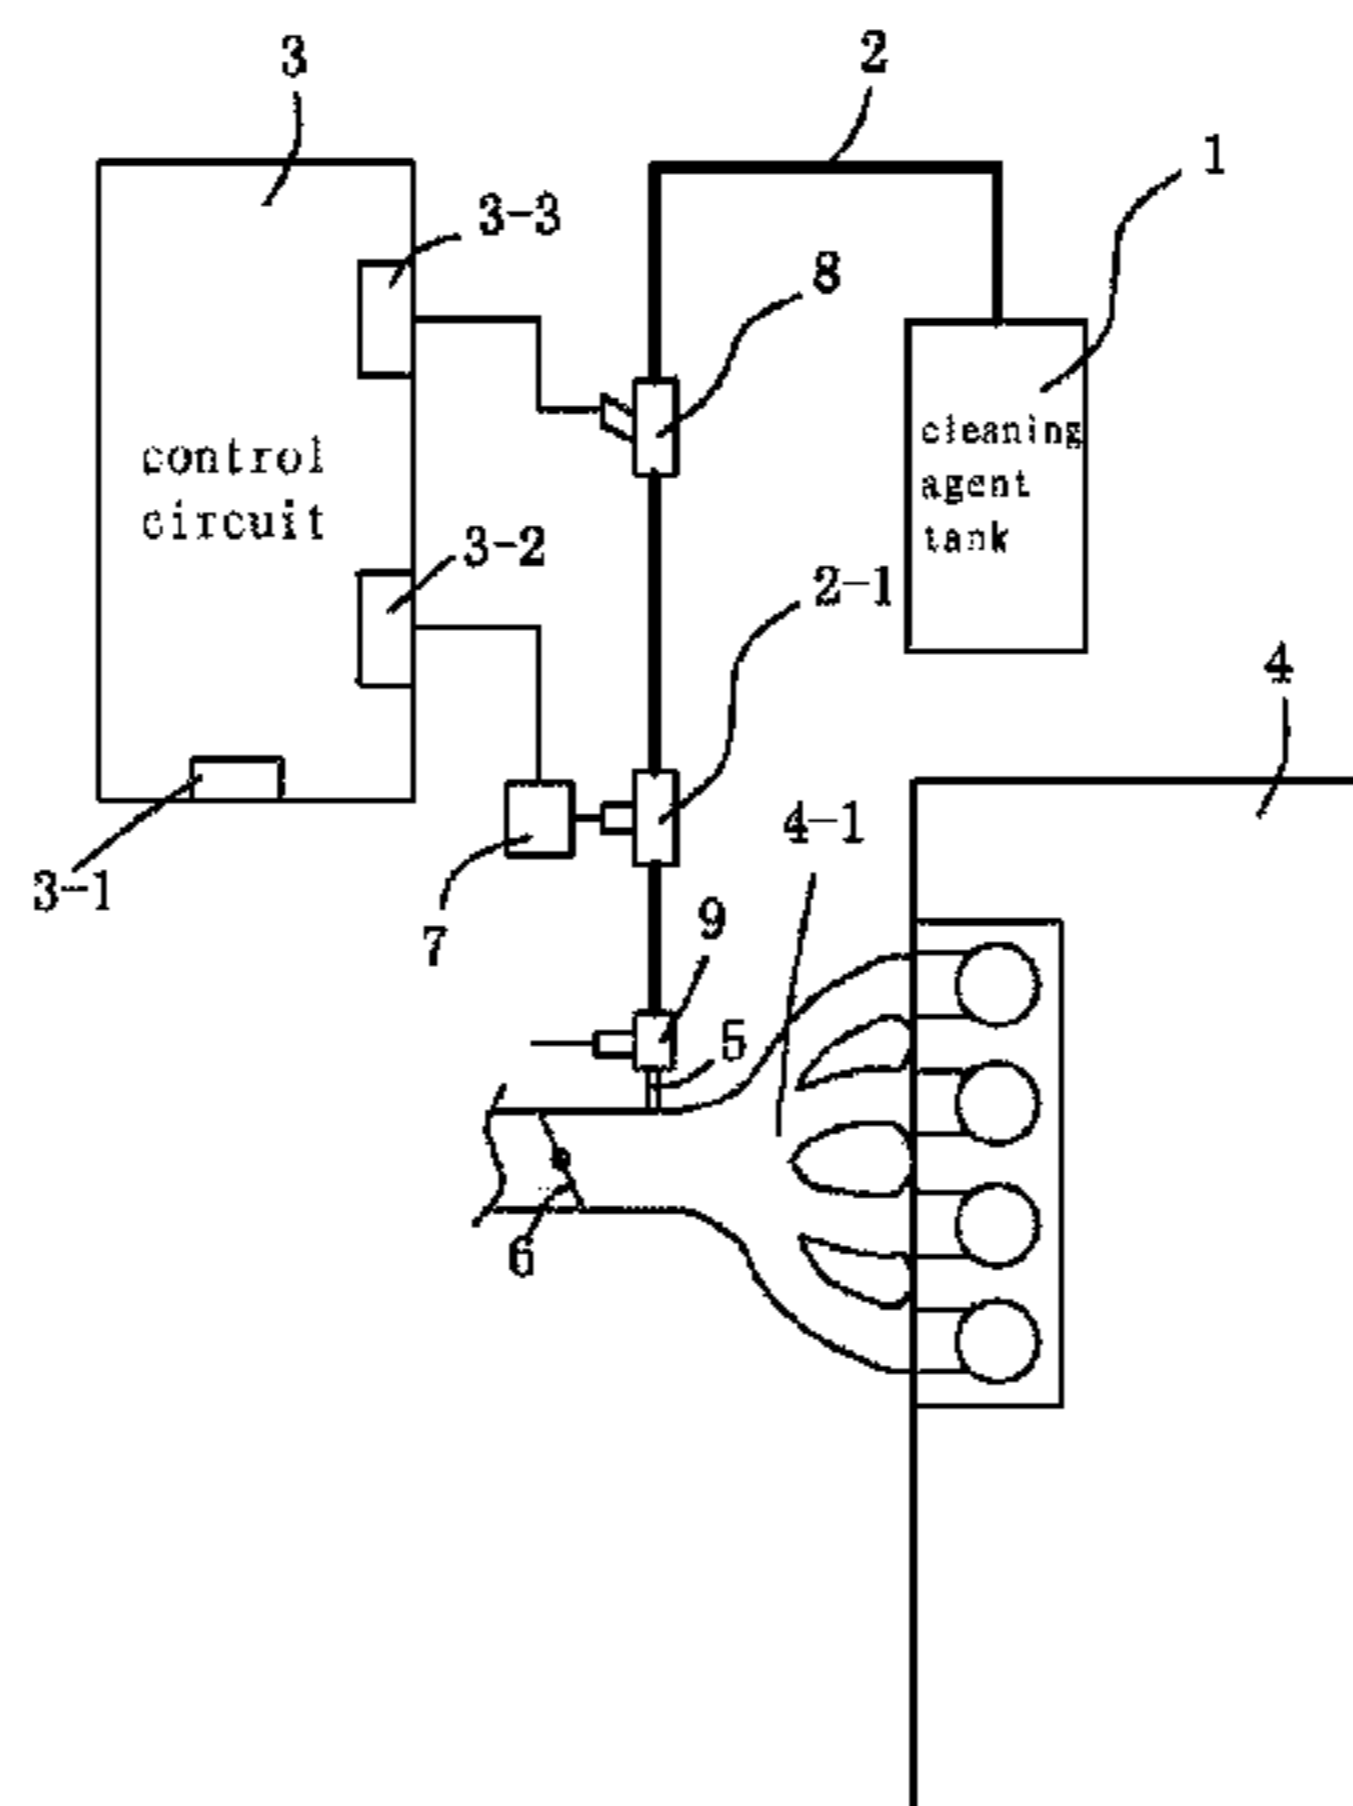 3
2
1
3-3
8
control
circuit
cleaning
agent
tank
3-2
2-1
4
4-1
3-1
7
9
5
6